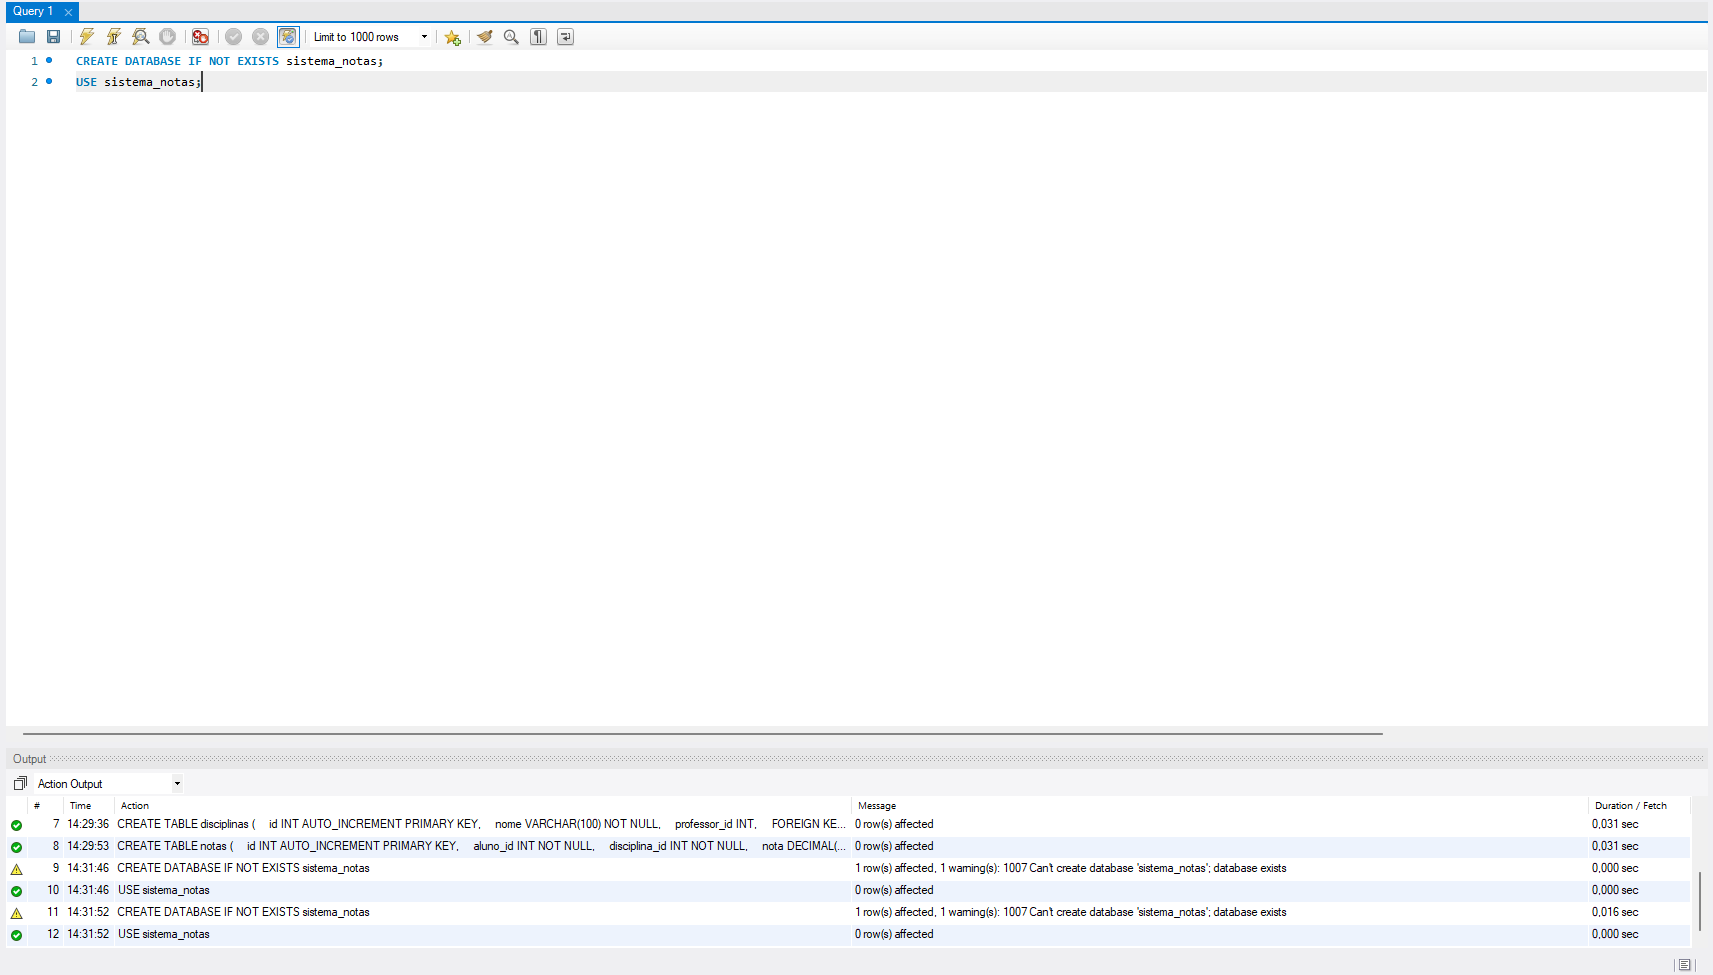 Query 1
Limit to 1000 rows
1 CREATE DATABASE IF NOT EXISTS sistema_notas;
2 USE sistema_notas;
Output
Action Output
# Time Action Message Duration / Fetch
7 14:29:36 CREATE TABLE disciplinas ( id INT AUTO_INCREMENT PRIMARY KEY, nome VARCHAR(100) NOT NULL, professor_id INT, FOREIGN KE... 0 row(s) affected 0,031 sec
8 14:29:53 CREATE TABLE notas ( id INT AUTO_INCREMENT PRIMARY KEY, aluno_id INT NOT NULL, disciplina_id INT NOT NULL, nota DECIMAL(... 0 row(s) affected 0,031 sec
9 14:31:46 CREATE DATABASE IF NOT EXISTS sistema_notas 1 row(s) affected, 1 warning(s): 1007 Can't create database 'sistema_notas'; database exists 0,000 sec
10 14:31:46 USE sistema_notas 0 row(s) affected 0,000 sec
11 14:31:52 CREATE DATABASE IF NOT EXISTS sistema_notas 1 row(s) affected, 1 warning(s): 1007 Can't create database 'sistema_notas'; database exists 0,016 sec
12 14:31:52 USE sistema_notas 0 row(s) affected 0,000 sec